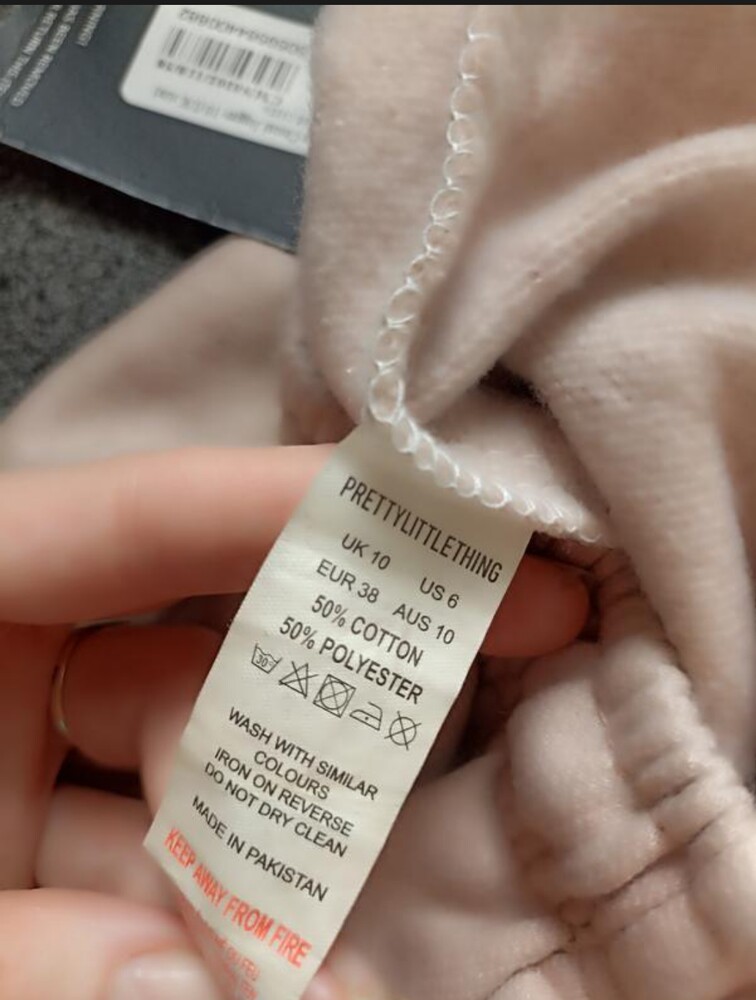 PRETTYLITTLETHING
UK 10 US 6
EUR 38 AUS 10
50% COTTON
50% POLYESTER
30°
WASH WITH SIMILAR
COLOURS
IRON ON REVERSE
DO NOT DRY CLEAN
MADE IN PAKISTAN
KEEP AWAY FROM FIRE